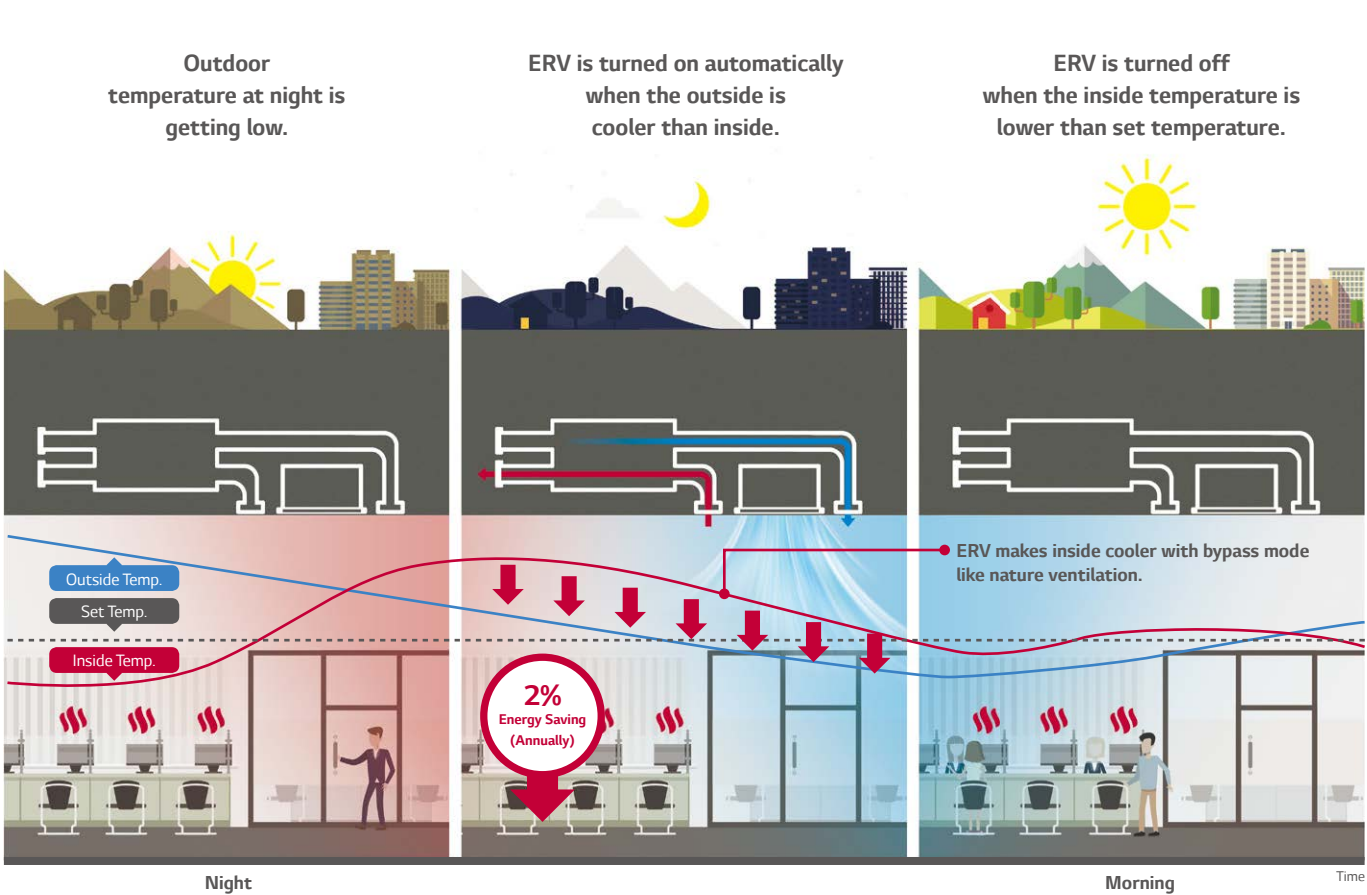 Outdoor
temperature at night is
getting low.
ERV is turned on automatically
when the outside is
cooler than inside.
ERV is turned off
when the inside temperature is
lower than set temperature.
ERV makes inside cooler with bypass mode
like nature ventilation.
Outside Temp.
Set Temp.
Inside Temp.
2%
Energy Saving
(Annually)
Night
Morning
Time